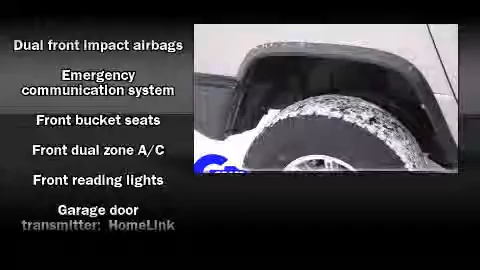 Dual front impact airbags
Emergency
communication system
Front bucket seats
Front dual zone A/C
Front reading lights
Garage door
transmitter: HomeLink